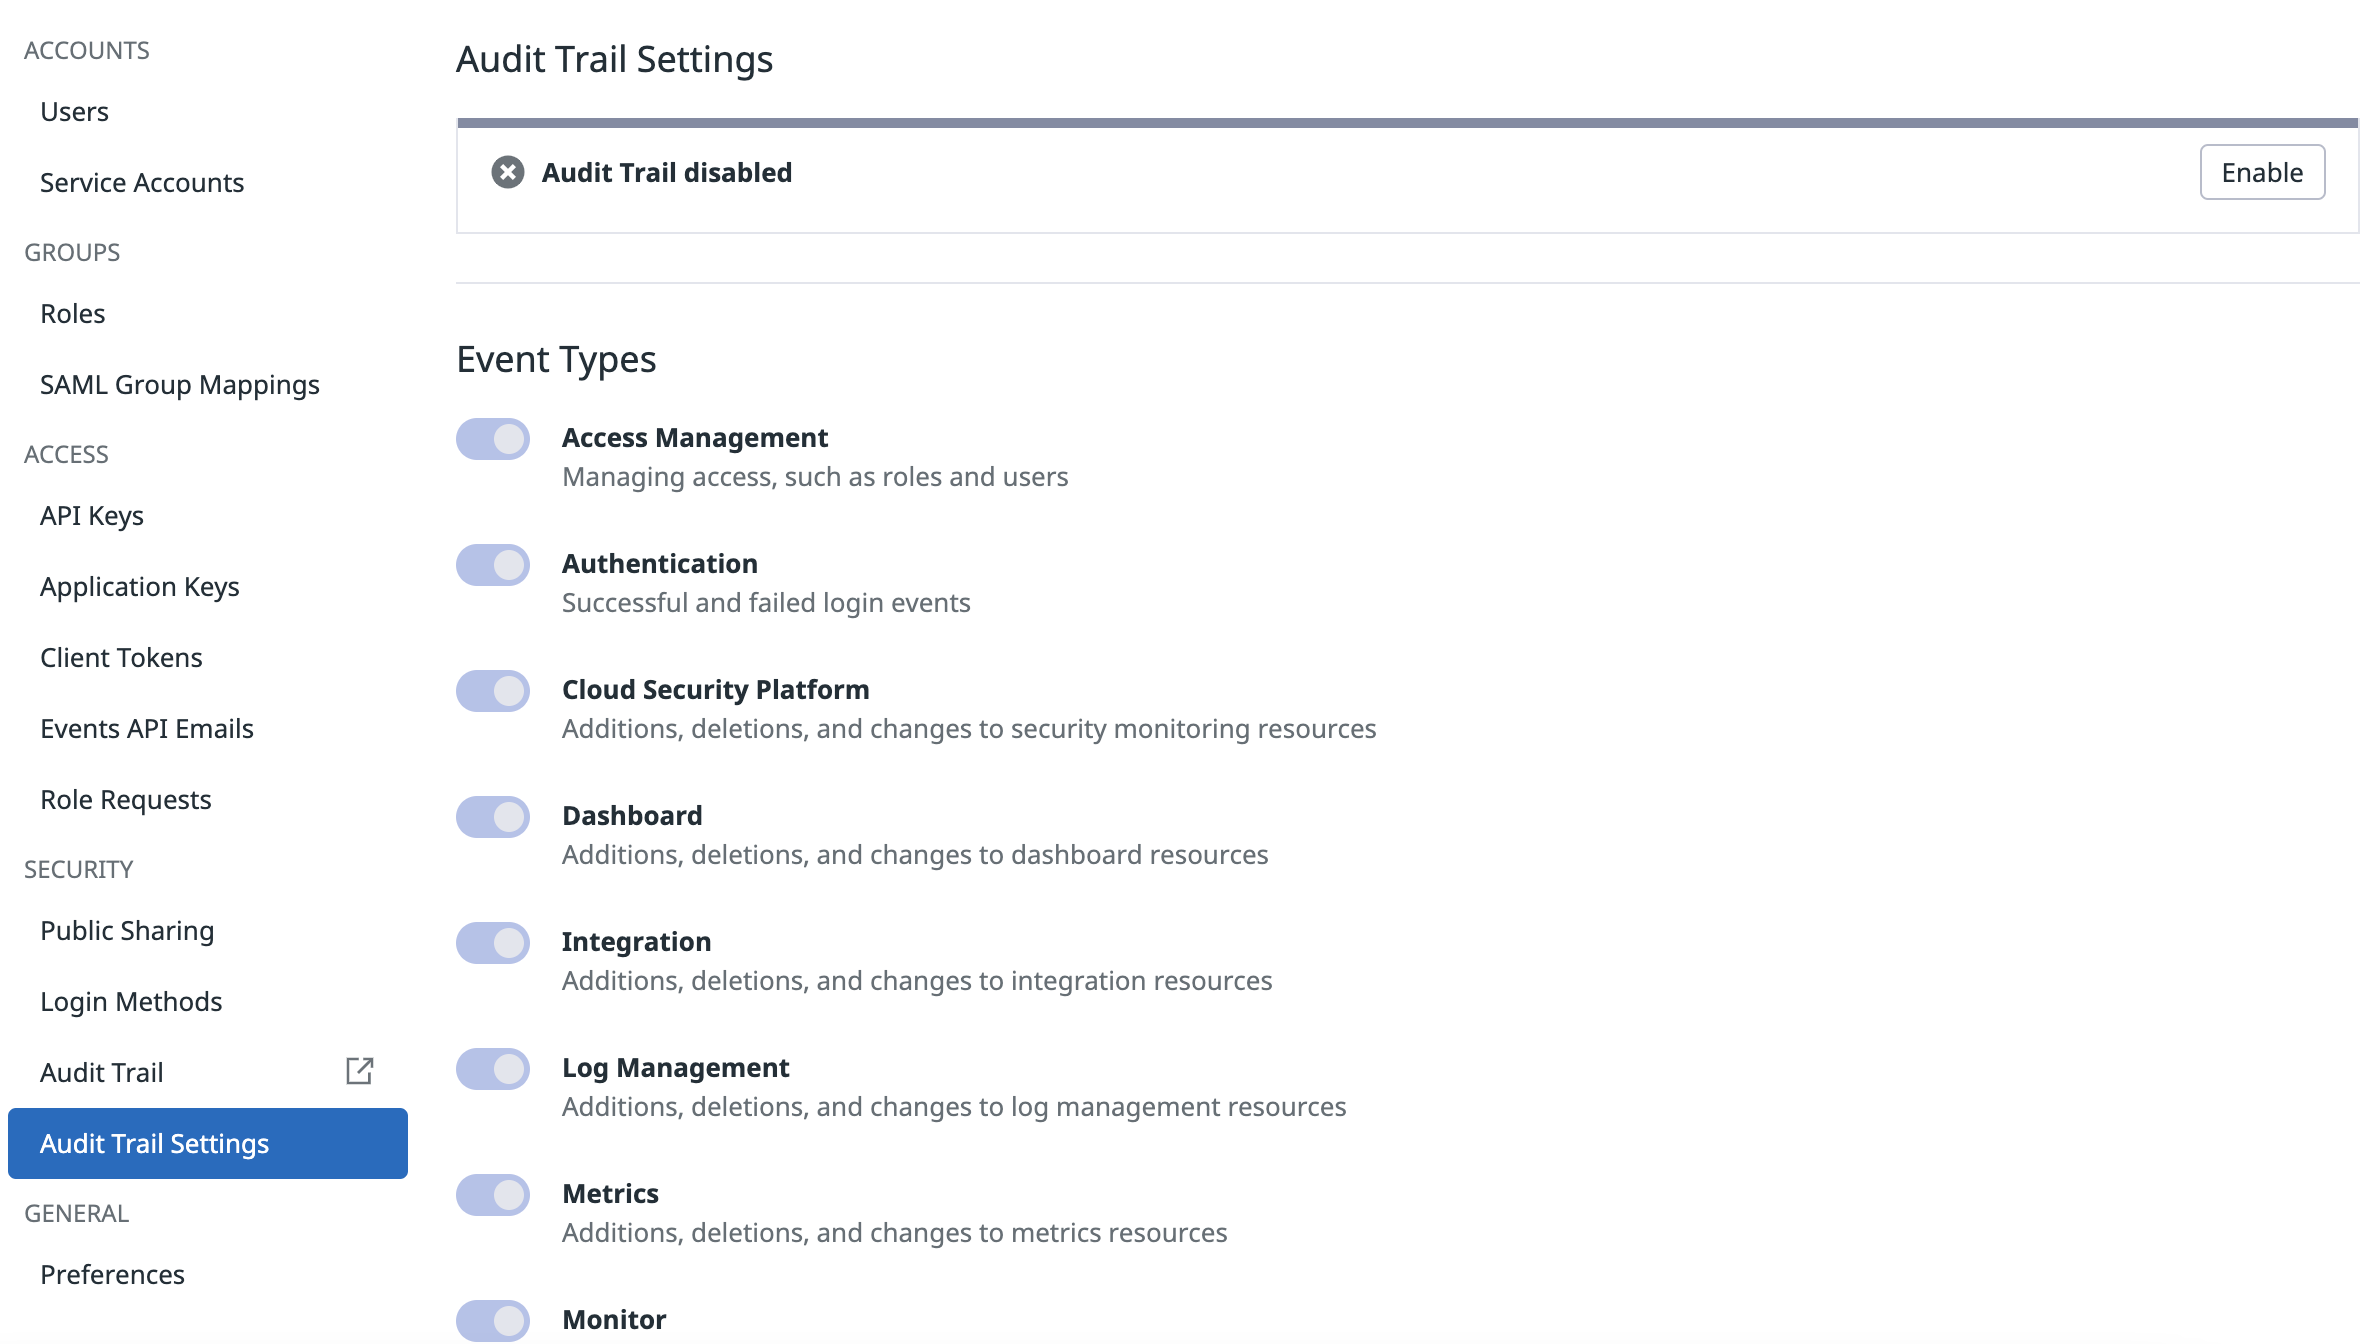 ACCOUNTS
Users
Service Accounts
GROUPS
Roles
SAML Group Mappings
ACCESS
API Keys
Application Keys
Client Tokens
Events API Emails
Role Requests
SECURITY
Public Sharing
Login Methods
Audit Trail
Audit Trail Settings
GENERAL
Preferences
Audit Trail Settings
Audit Trail disabled
Enable
Event Types
Access Management
Managing access, such as roles and users
Authentication
Successful and failed login events
Cloud Security Platform
Additions, deletions, and changes to security monitoring resources
Dashboard
Additions, deletions, and changes to dashboard resources
Integration
Additions, deletions, and changes to integration resources
Log Management
Additions, deletions, and changes to log management resources
Metrics
Additions, deletions, and changes to metrics resources
Monitor